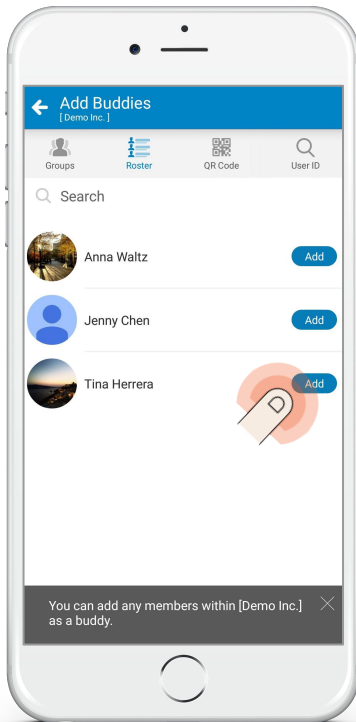 Add Buddies
[ Demo Inc. ]
Groups
Roster
QR Code
User ID
Search
Anna Waltz
Add
Jenny Chen
Add
Tina Herrera
Add
You can add any members within [Demo Inc.]
as a buddy.